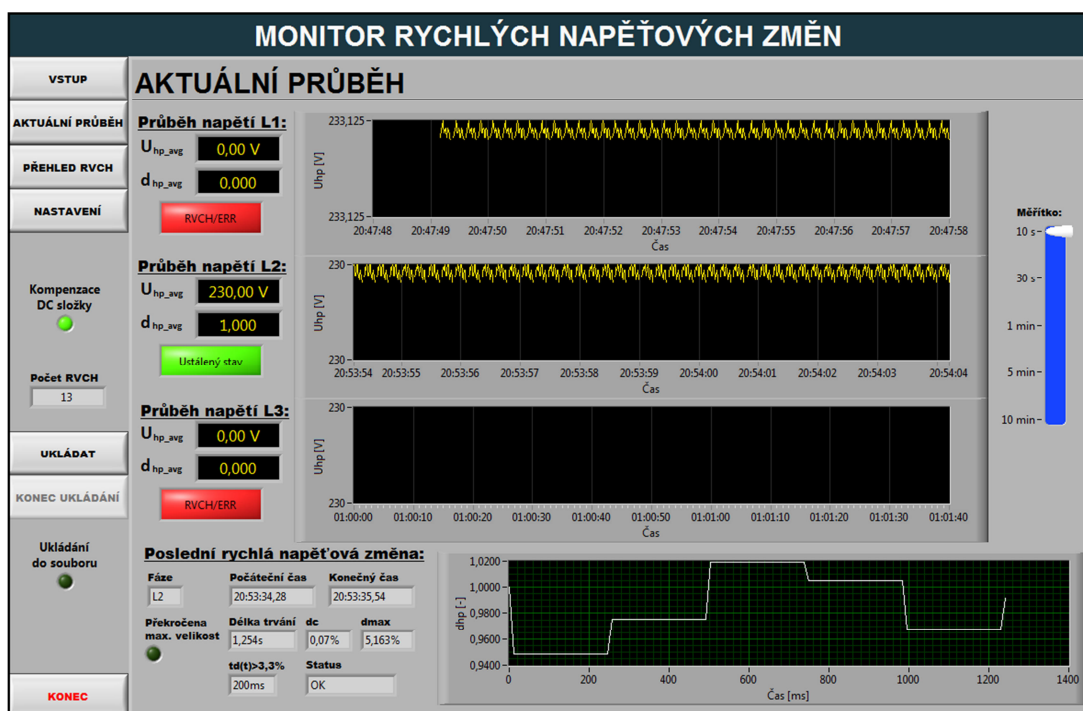 MONITOR RYCHLÝCH NAPĚŤOVÝCH ZMĚN
VSTUP
AKTUÁLNÍ PRŮBĚH
PŘEHLED RVCH
NASTAVENÍ
Kompenzace
DC složky
Počet RVCH
13
UKLÁDAT
KONEC UKLÁDÁNÍ
Ukládání
do souboru
KONEC
AKTUÁLNÍ PRŮBĚH
Průběh napětí L1:
Uhp_avg 0,00 V
dhp_avg 0,000
RVCH/ERR
233,125
Uhp [V]
233,125
20:47:48 20:47:49 20:47:50 20:47:51 20:47:52 20:47:53 20:47:54 20:47:55 20:47:56 20:47:57 20:47:58
Čas
Průběh napětí L2:
Uhp_avg 230,00 V
dhp_avg 1,000
Ustálený stav
230
Uhp [V]
230
20:53:54 20:53:55 20:53:56 20:53:57 20:53:58 20:53:59 20:54:00 20:54:01 20:54:02 20:54:03 20:54:04
Čas
Průběh napětí L3:
Uhp_avg 0,00 V
dhp_avg 0,000
RVCH/ERR
230
Uhp [V]
230
01:00:00 01:00:10 01:00:20 01:00:30 01:00:40 01:00:50 01:01:00 01:01:10 01:01:20 01:01:30 01:01:40
Čas
Měřítko:
10 s
30 s
1 min
5 min
10 min
Poslední rychlá napěťová změna:
Fáze Počáteční čas Konečný čas
L2 20:53:34,28 20:53:35,54
Překročena
max. velikost
Délka trvání dc dmax
1,254s 0,07% 5,163%
td(t)>3,3% Status
200ms OK
1,0200
1,0000
0,9800
0,9600
0,9400
dhp [-]
0 200 400 600 800 1000 1200 1400
Čas [ms]